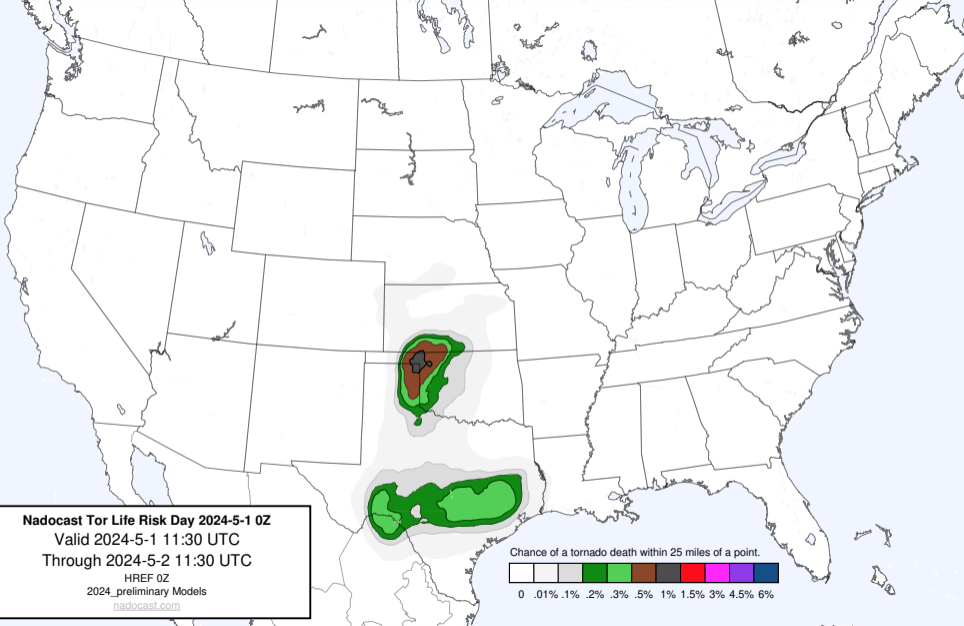 Nadocast Tor Life Risk Day 2024-5-1 0Z
Valid 2024-5-1 11:30 UTC
Through 2024-5-2 11:30 UTC
HREF 0Z
2024_preliminary Models
nadocast.com
Chance of a tornado death within 25 miles of a point.
0 .01% .1% .2% .3% .5% 1% 1.5% 3% 4.5% 6%